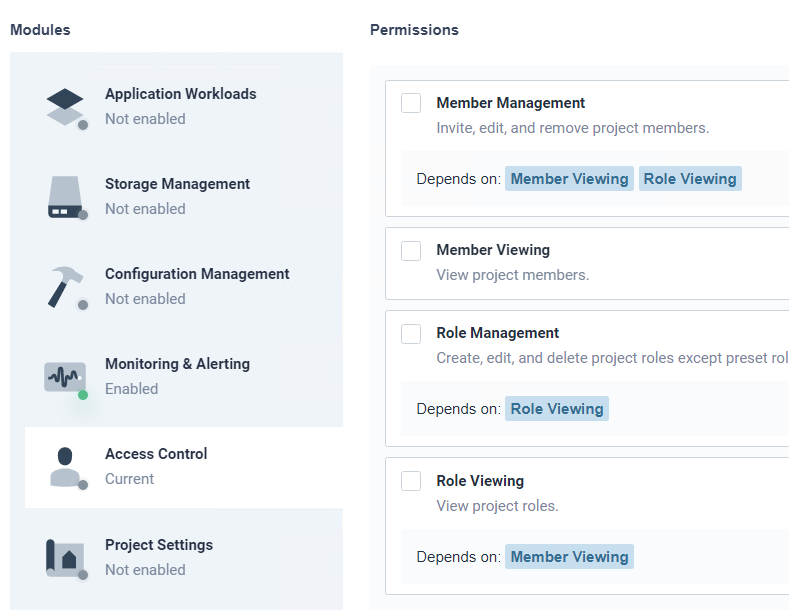 Modules
Application Workloads
Not enabled
Storage Management
Not enabled
Configuration Management
Not enabled
Monitoring & Alerting
Enabled
Access Control
Current
Project Settings
Not enabled
Permissions
Member Management
Invite, edit, and remove project members.
Depends on: Member Viewing Role Viewing
Member Viewing
View project members.
Role Management
Create, edit, and delete project roles except preset rol
Depends on: Role Viewing
Role Viewing
View project roles.
Depends on: Member Viewing